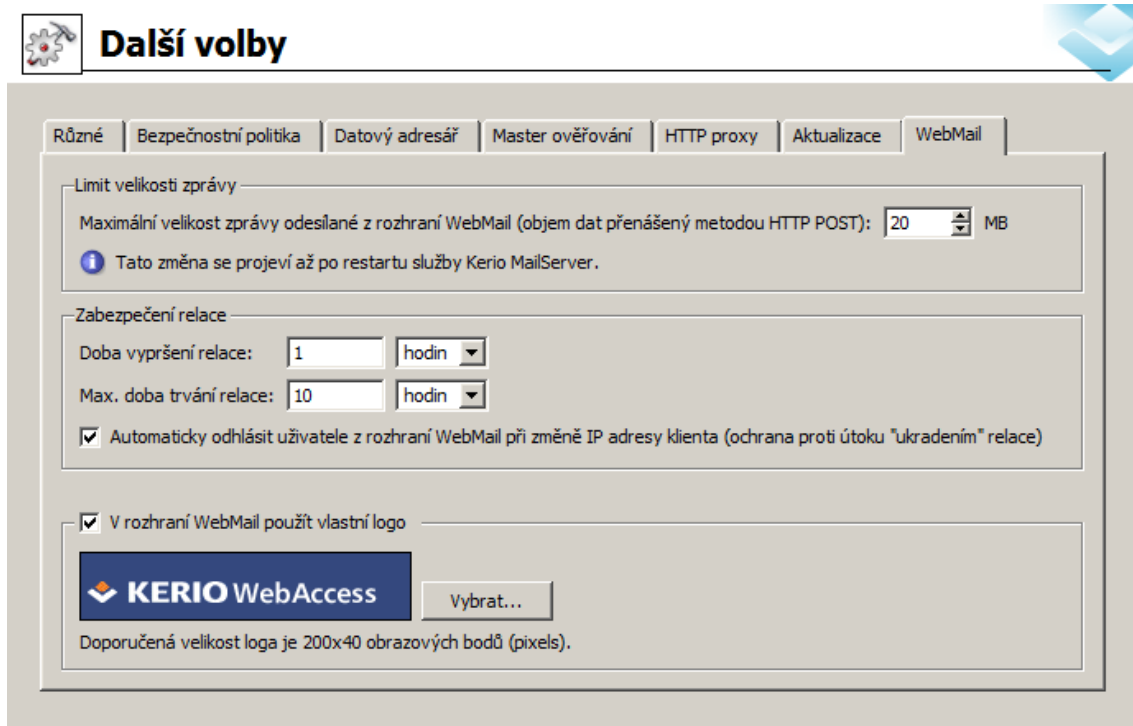 Další volby
Různé Bezpečnostní politika Datový adresář Master ověřování HTTP proxy Aktualizace WebMail
Limit velikosti zprávy
Maximální velikost zprávy odesílané z rozhraní WebMail (objem dat přenášený metodou HTTP POST): 20 MB
Tato změna se projeví až po restartu služby Kerio MailServer.
Zabezpečení relace
Doba vypršení relace: 1 hodin
Max. doba trvání relace: 10 hodin
Automaticky odhlásit uživatele z rozhraní WebMail při změně IP adresy klienta (ochrana proti útoku "ukradením" relace)
V rozhraní WebMail použít vlastní logo
KERIO WebAccess
Vybrat...
Doporučená velikost loga je 200x40 obrazových bodů (pixels).